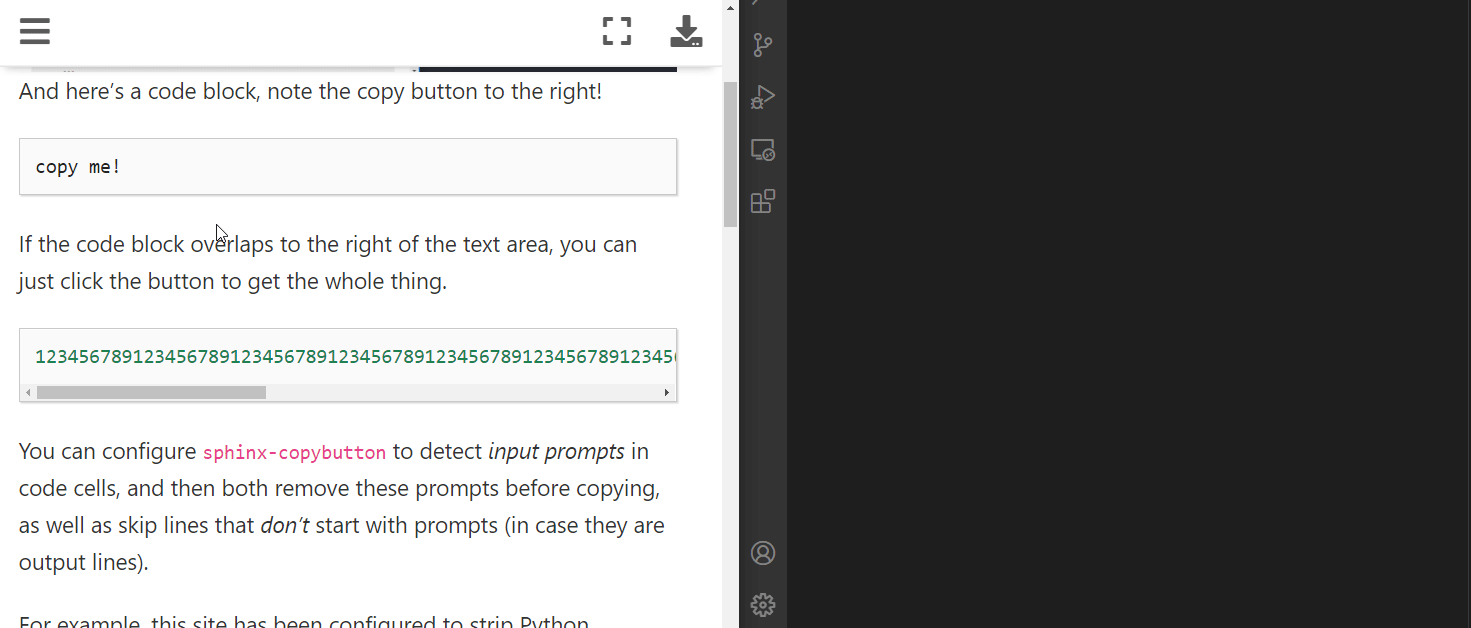 And here’s a code block, note the copy button to the right!
copy me!
If the code block overlaps to the right of the text area, you can
just click the button to get the whole thing.
12345678912345678912345678912345678912345678912345678912345
You can configure sphinx-copybutton to detect input prompts in
code cells, and then both remove these prompts before copying,
as well as skip lines that don’t start with prompts (in case they are
output lines).
For example, this site has been configured to strip Python